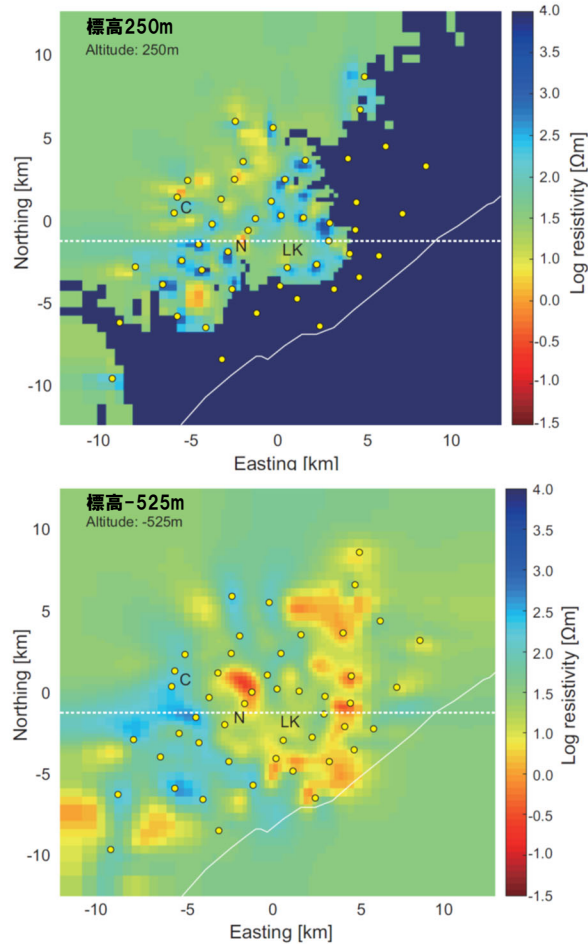 標高250m
Altitude: 250m
Northing [km]
10
5
0
-5
-10
C
N
LK
-10
-5
0
5
10
Easting [km]
4.0
3.5
3.0
2.5
2.0
1.5
1.0
0.5
0.0
-0.5
-1.0
-1.5
Log resistivity [Ωm]
標高-525m
Altitude: -525m
Northing [km]
10
5
0
-5
-10
C
N
LK
-10
-5
0
5
10
Easting [km]
4.0
3.5
3.0
2.5
2.0
1.5
1.0
0.5
0.0
-0.5
-1.0
-1.5
Log resistivity [Ωm]